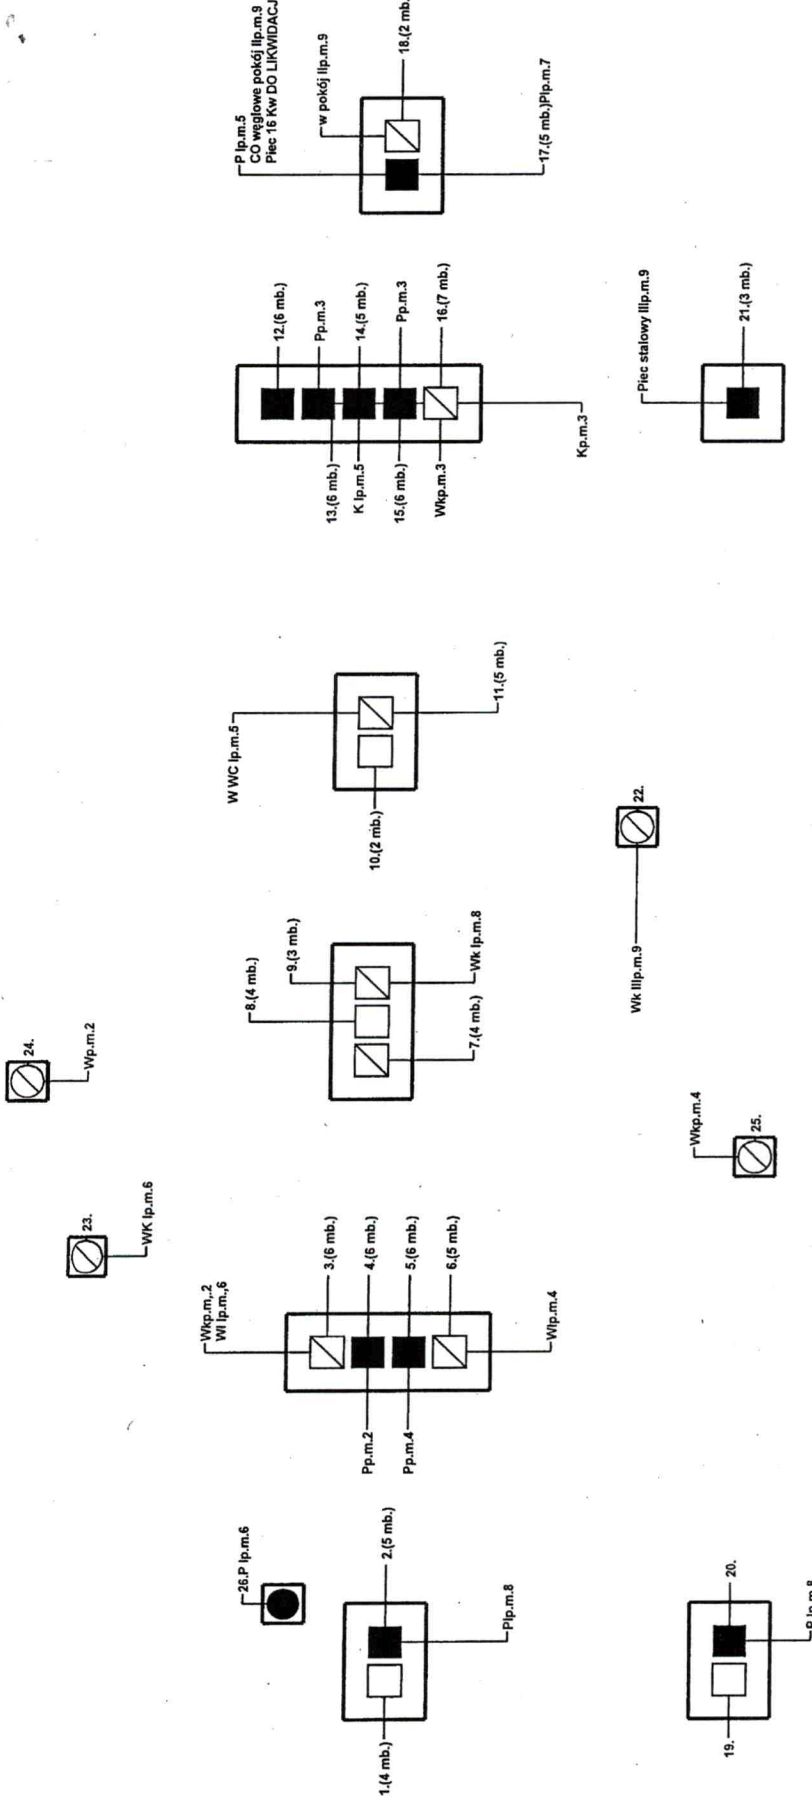 P Ip.m.5
CO węglowe pokój IIp.m.9
Piec 16 Kw DO LIKWIDACJ
w pokój IIp.m.9
18.(2 mb.
17.(5 mb.)PIp.m.7
12.(6 mb.)
Pp.m.3
14.(5 mb.)
Pp.m.3
16.(7 mb.)
13.(6 mb.)
K Ip.m.5
15.(6 mb.)
Wkp.m.3
Kp.m.3
Piec stalowy IIIp.m.9
21.(3 mb.)
W WC Ip.m.5
11.(5 mb.)
10.(2 mb.)
22.
Wk IIIp.m.9
8.(4 mb.)
9.(3 mb.)
Wk Ip.m.8
7.(4 mb.)
24.
Wp.m.2
23.
WK Ip.m.6
Wkp.m.4
25.
Wkp.m,.2
WI Ip.m.,6
3.(6 mb.)
4.(6 mb.)
5.(6 mb.)
6.(5 mb.)
Pp.m.2
Pp.m.4
WIp.m.4
26.P Ip.m.6
2.(5 mb.)
1.(4 mb.)
PIp.m.8
20.
19.
P Ip.m.8